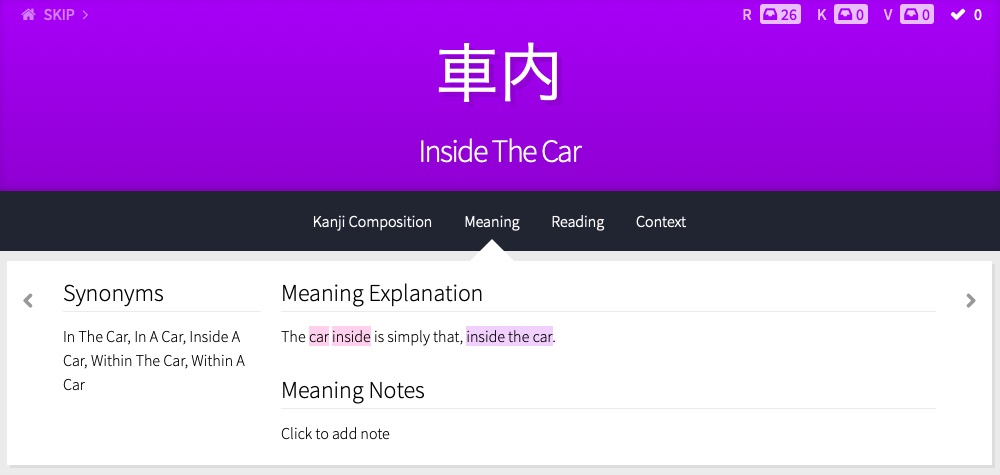 SKIP R 26 K 0 V 0 0
車内
Inside The Car
Kanji Composition Meaning Reading Context
Synonyms
In The Car, In A Car, Inside A
Car, Within The Car, Within A
Car
Meaning Explanation
The car inside is simply that, inside the car.
Meaning Notes
Click to add note